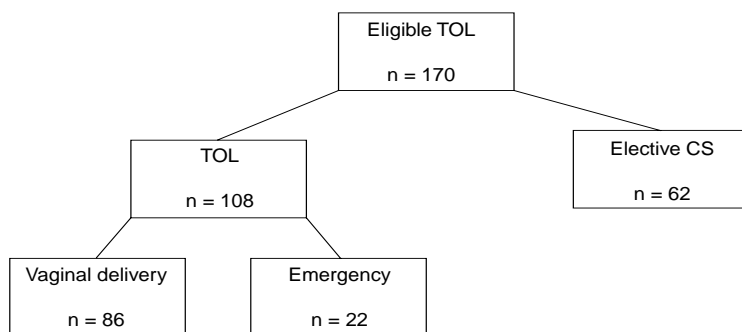 Eligible TOL
n = 170
TOL
n = 108
Elective CS
n = 62
Vaginal delivery
n = 86
Emergency
n = 22